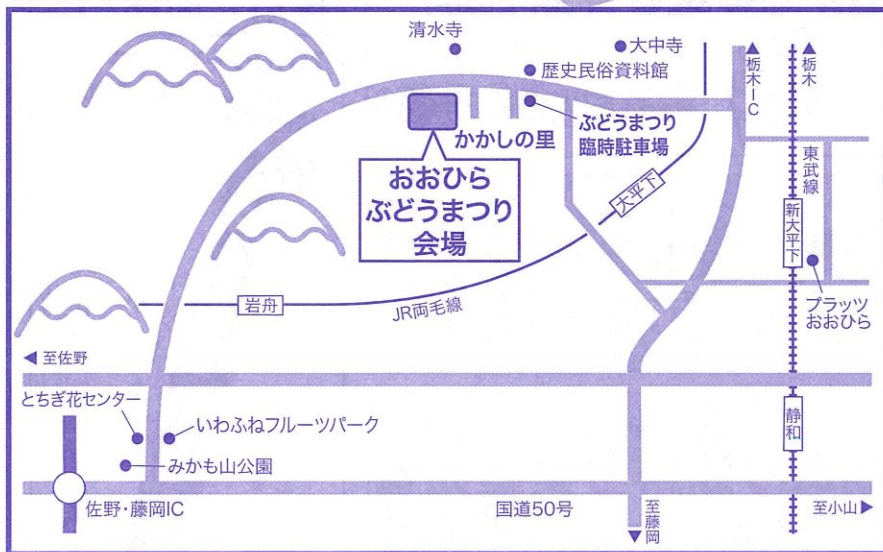 清水寺
大中寺
歴史民俗資料館
▲栃木IC
▲栃木
かかしの里
ぶどうまつり
臨時駐車場
おおひら
ぶどうまつり
会場
大平下
東武線
新大平下
プラッツ
おおひら
岩舟
JR両毛線
◀至佐野
とちぎ花センター
いわふねフルーツパーク
みかも山公園
静和
佐野・藤岡IC
国道50号
至藤岡▼
至小山▶